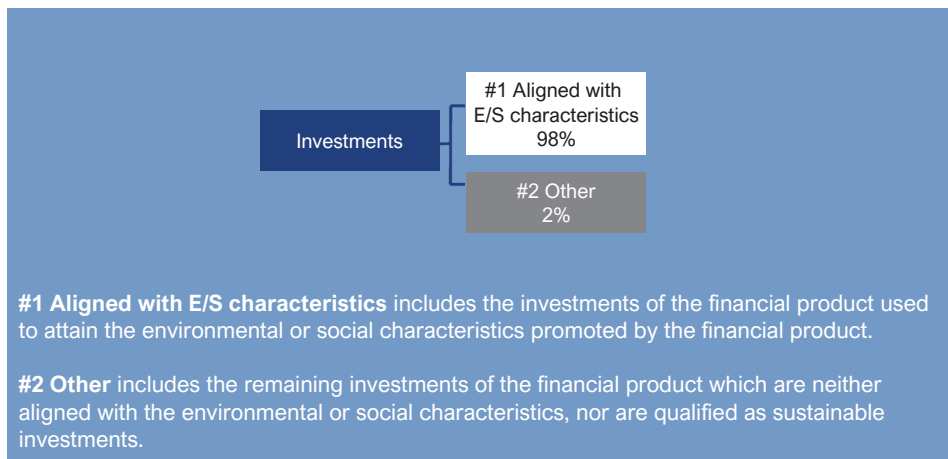 Investments
#1 Aligned with
E/S characteristics
98%
#2 Other
2%
#1 Aligned with E/S characteristics includes the investments of the financial product used
to attain the environmental or social characteristics promoted by the financial product.
#2 Other includes the remaining investments of the financial product which are neither
aligned with the environmental or social characteristics, nor are qualified as sustainable
investments.